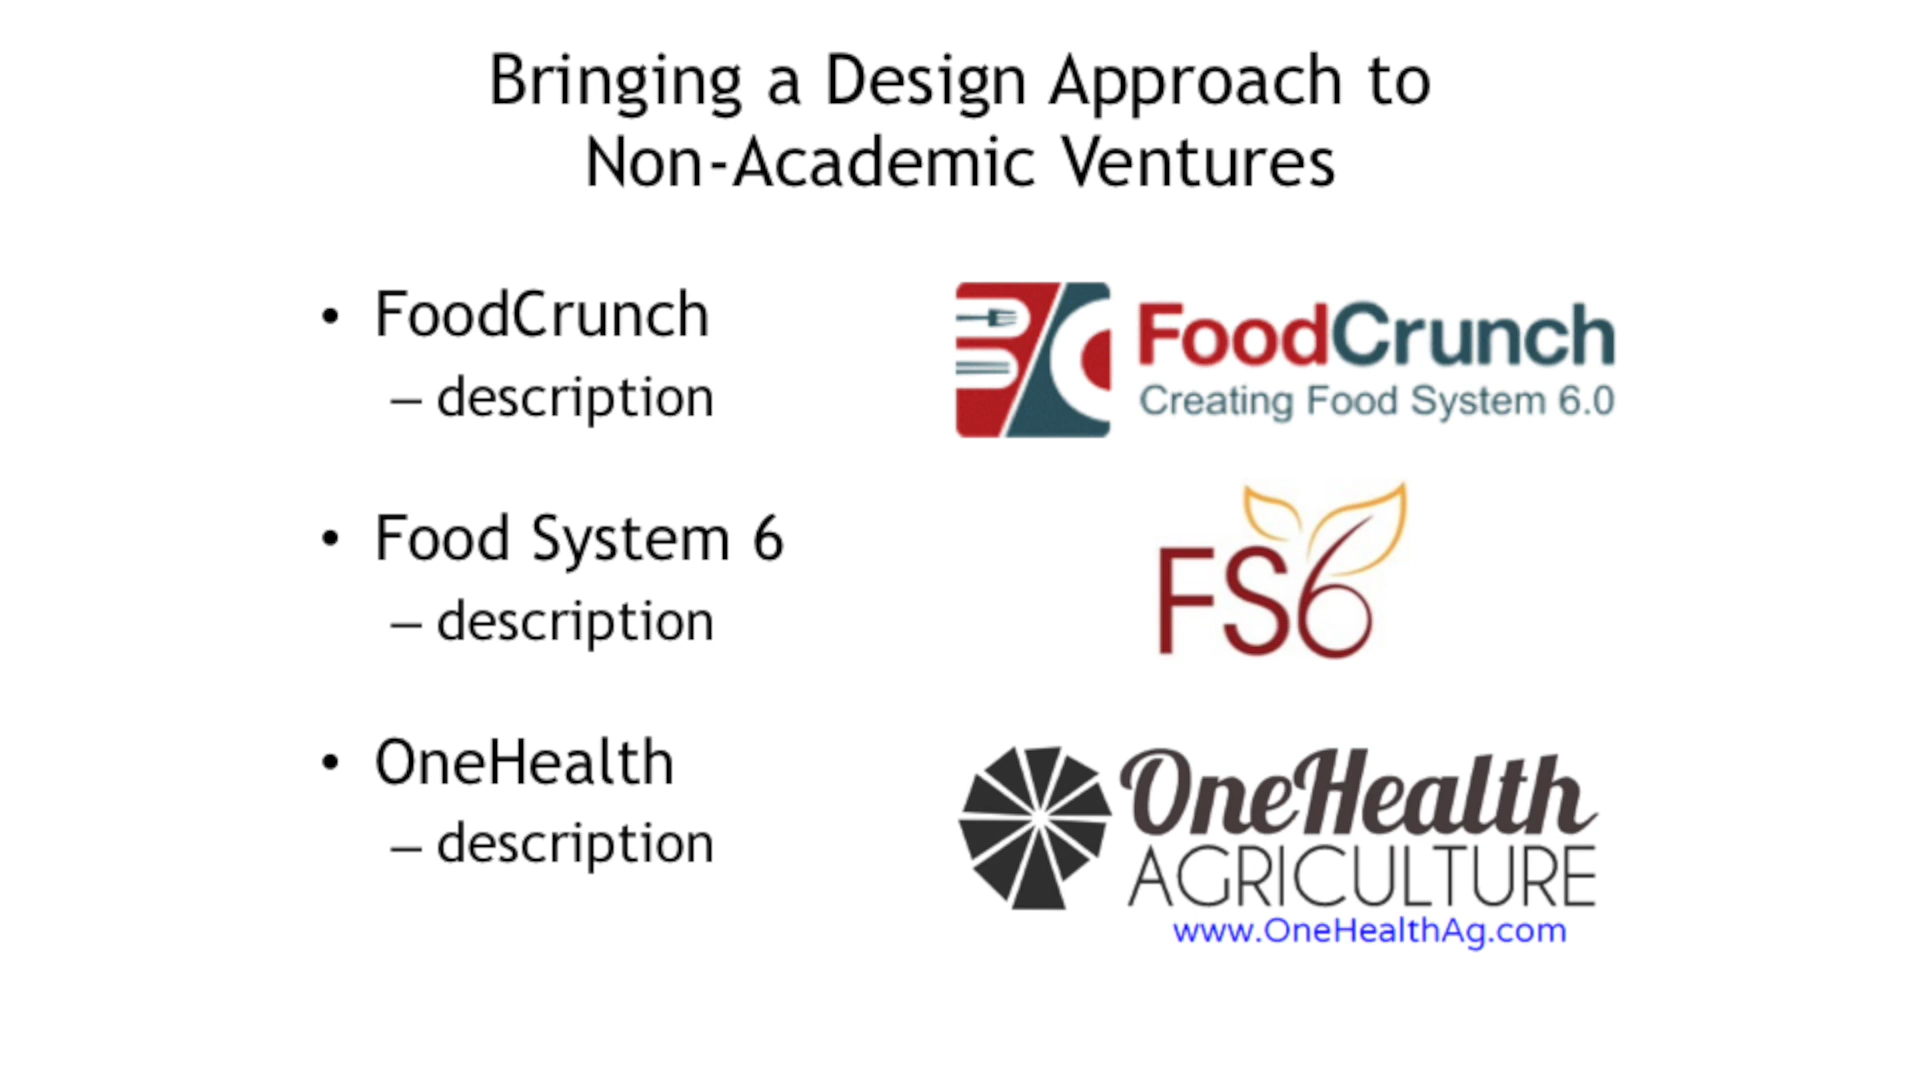 Bringing a Design Approach to
Non-Academic Ventures
• FoodCrunch
– description
FoodCrunch
Creating Food System 6.0
• Food System 6
– description
FS6
• OneHealth
– description
OneHealth
AGRICULTURE
www.OneHealthAg.com